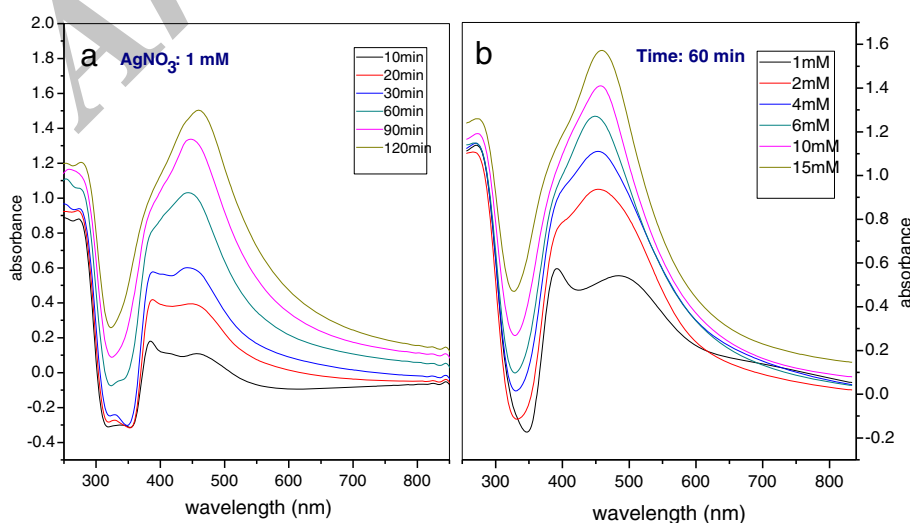 a
AgNO3: 1 mM
10min
20min
30min
60min
90min
120min
2.0
1.8
1.6
1.4
1.2
1.0
0.8
0.6
0.4
0.2
0.0
-0.2
-0.4
absorbance
300 400 500 600 700 800
wavelength (nm)
b
Time: 60 min
1mM
2mM
4mM
6mM
10mM
15mM
1.6
1.4
1.2
1.0
0.8
0.6
0.4
0.2
0.0
-0.2
absorbance
300 400 500 600 700 800
wavelength (nm)